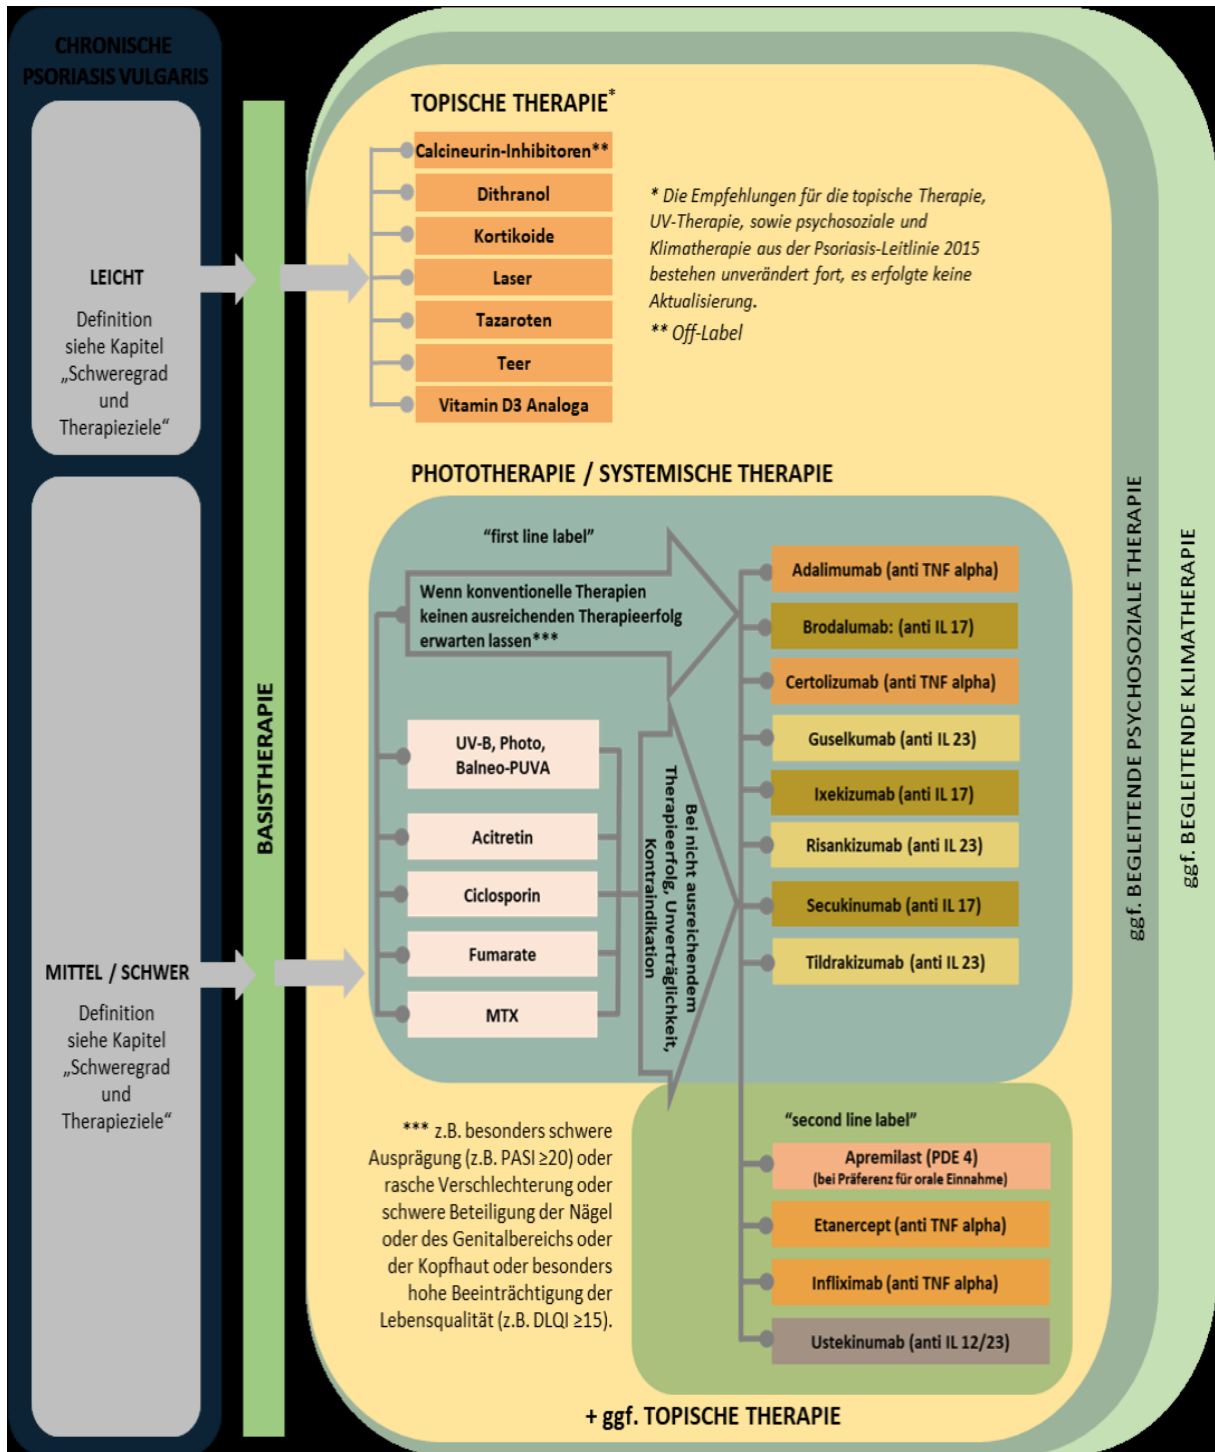 CHRONISCHE
PSORIASIS VULGARIS
LEICHT
Definition
siehe Kapitel
„Schweregrad
und
Therapieziele“
MITTEL / SCHWER
Definition
siehe Kapitel
„Schweregrad
und
Therapieziele“
BASISTHERAPIE
TOPISCHE THERAPIE*
Calcineurin-Inhibitoren**
Dithranol
Kortikoide
Laser
Tazaroten
Teer
Vitamin D3 Analoga
* Die Empfehlungen für die topische Therapie,
UV-Therapie, sowie psychosoziale und
Klimatherapie aus der Psoriasis-Leitlinie 2015
bestehen unverändert fort, es erfolgte keine
Aktualisierung.
** Off-Label
PHOTOTHERAPIE / SYSTEMISCHE THERAPIE
“first line label”
Wenn konventionelle Therapien
keinen ausreichenden Therapieerfolg
erwarten lassen***
UV-B, Photo,
Balneo-PUVA
Acitretin
Ciclosporin
Fumarate
MTX
Bei nicht ausreichendem
Therapieerfolg, Unverträglichkeit,
Kontraindikation
Adalimumab (anti TNF alpha)
Brodalumab: (anti IL 17)
Certolizumab (anti TNF alpha)
Guselkumab (anti IL 23)
Ixekizumab (anti IL 17)
Risankizumab (anti IL 23)
Secukinumab (anti IL 17)
Tildrakizumab (anti IL 23)
*** z.B. besonders schwere
Ausprägung (z.B. PASI ≥20) oder
rasche Verschlechterung oder
schwere Beteiligung der Nägel
oder des Genitalbereichs oder
der Kopfhaut oder besonders
hohe Beeinträchtigung der
Lebensqualität (z.B. DLQI ≥15).
“second line label”
Apremilast (PDE 4)
(bei Präferenz für orale Einnahme)
Etanercept (anti TNF alpha)
Infliximab (anti TNF alpha)
Ustekinumab (anti IL 12/23)
+ ggf. TOPISCHE THERAPIE
ggf. BEGLEITENDE PSYCHOSOZIALE THERAPIE
ggf. BEGLEITENDE KLIMATHERAPIE